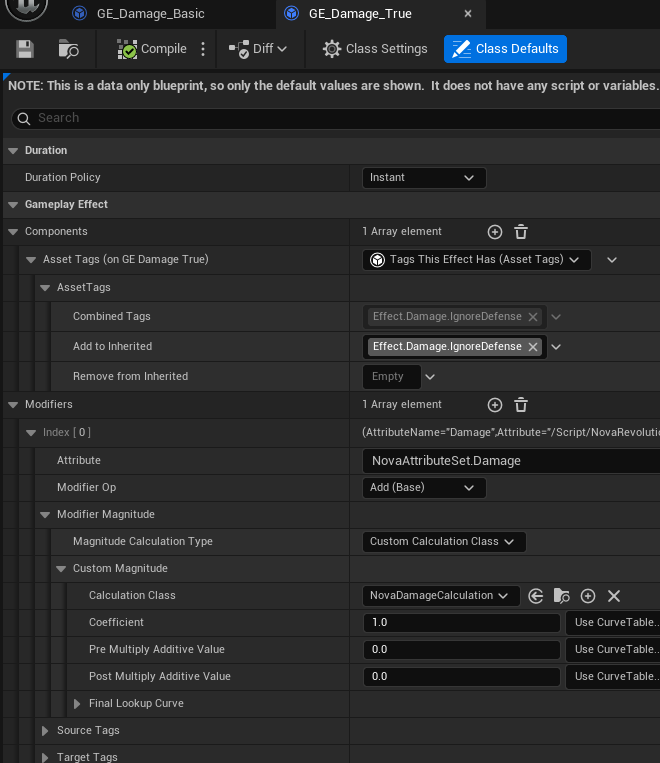 GE_Damage_Basic GE_Damage_True
Compile Diff Class Settings Class Defaults
NOTE: This is a data only blueprint, so only the default values are shown. It does not have any script or variables.
Search
Duration
Duration Policy Instant
Gameplay Effect
Components 1 Array element
Asset Tags (on GE Damage True) Tags This Effect Has (Asset Tags)
AssetTags
Combined Tags Effect.Damage.IgnoreDefense
Add to Inherited Effect.Damage.IgnoreDefense
Remove from Inherited Empty
Modifiers 1 Array element
Index [ 0 ] (AttributeName="Damage",Attribute="/Script/NovaRevoluti
Attribute NovaAttributeSet.Damage
Modifier Op Add (Base)
Modifier Magnitude
Magnitude Calculation Type Custom Calculation Class
Custom Magnitude
Calculation Class NovaDamageCalculation
Coefficient 1.0 Use CurveTable..
Pre Multiply Additive Value 0.0 Use CurveTable..
Post Multiply Additive Value 0.0 Use CurveTable..
Final Lookup Curve
Source Tags
Target Tags